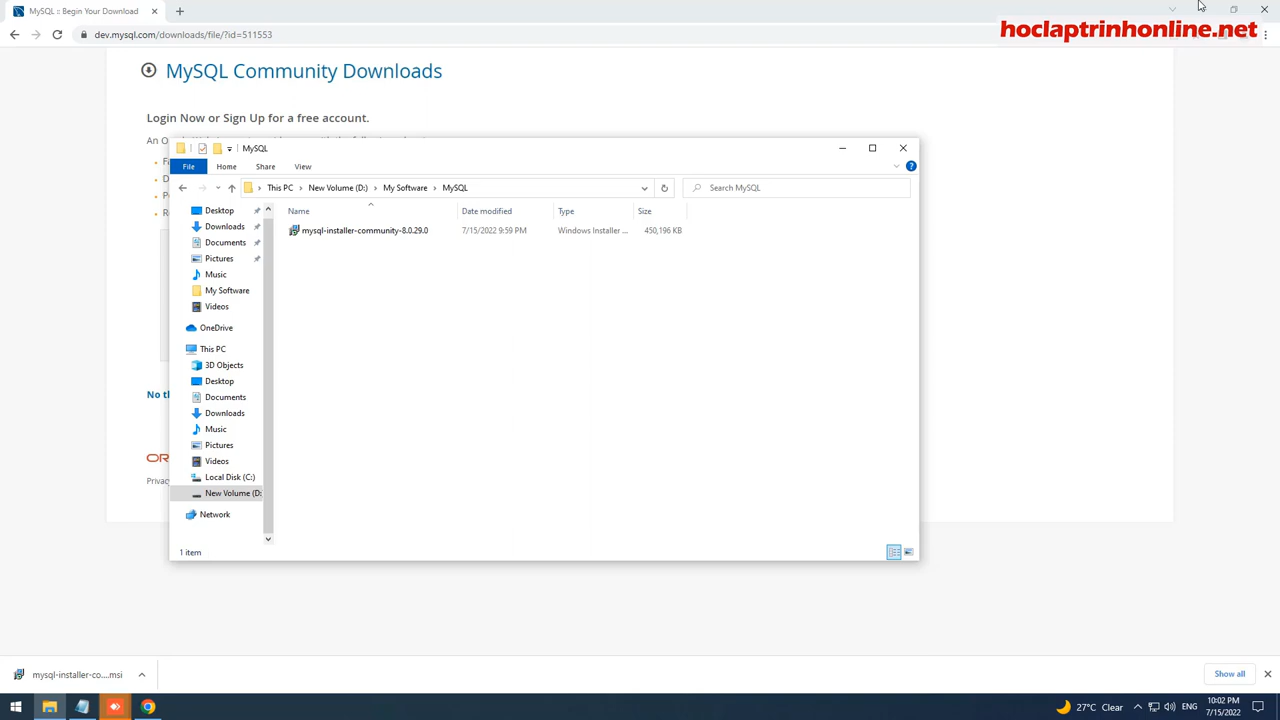 MySQL :: Begin Your Download
hoclaptrinhonline.net
dev.mysql.com/downloads/file/?id=511553
MySQL Community Downloads
Login Now or Sign Up for a free account.
MySQL
File Home Share View
This PC New Volume (D:) My Software MySQL Search MySQL
Name Date modified Type Size
mysql-installer-community-8.0.29.0 7/15/2022 9:59 PM Windows Installer ... 450,196 KB
Desktop
Downloads
Documents
Pictures
Music
My Software
Videos
OneDrive
This PC
3D Objects
Desktop
Documents
Downloads
Music
Pictures
Videos
Local Disk (C:)
New Volume (D:
Network
1 item
An
No th
OR
Privac
mysql-installer-co....msi Show all
27°C Clear ENG 10:02 PM
7/15/2022